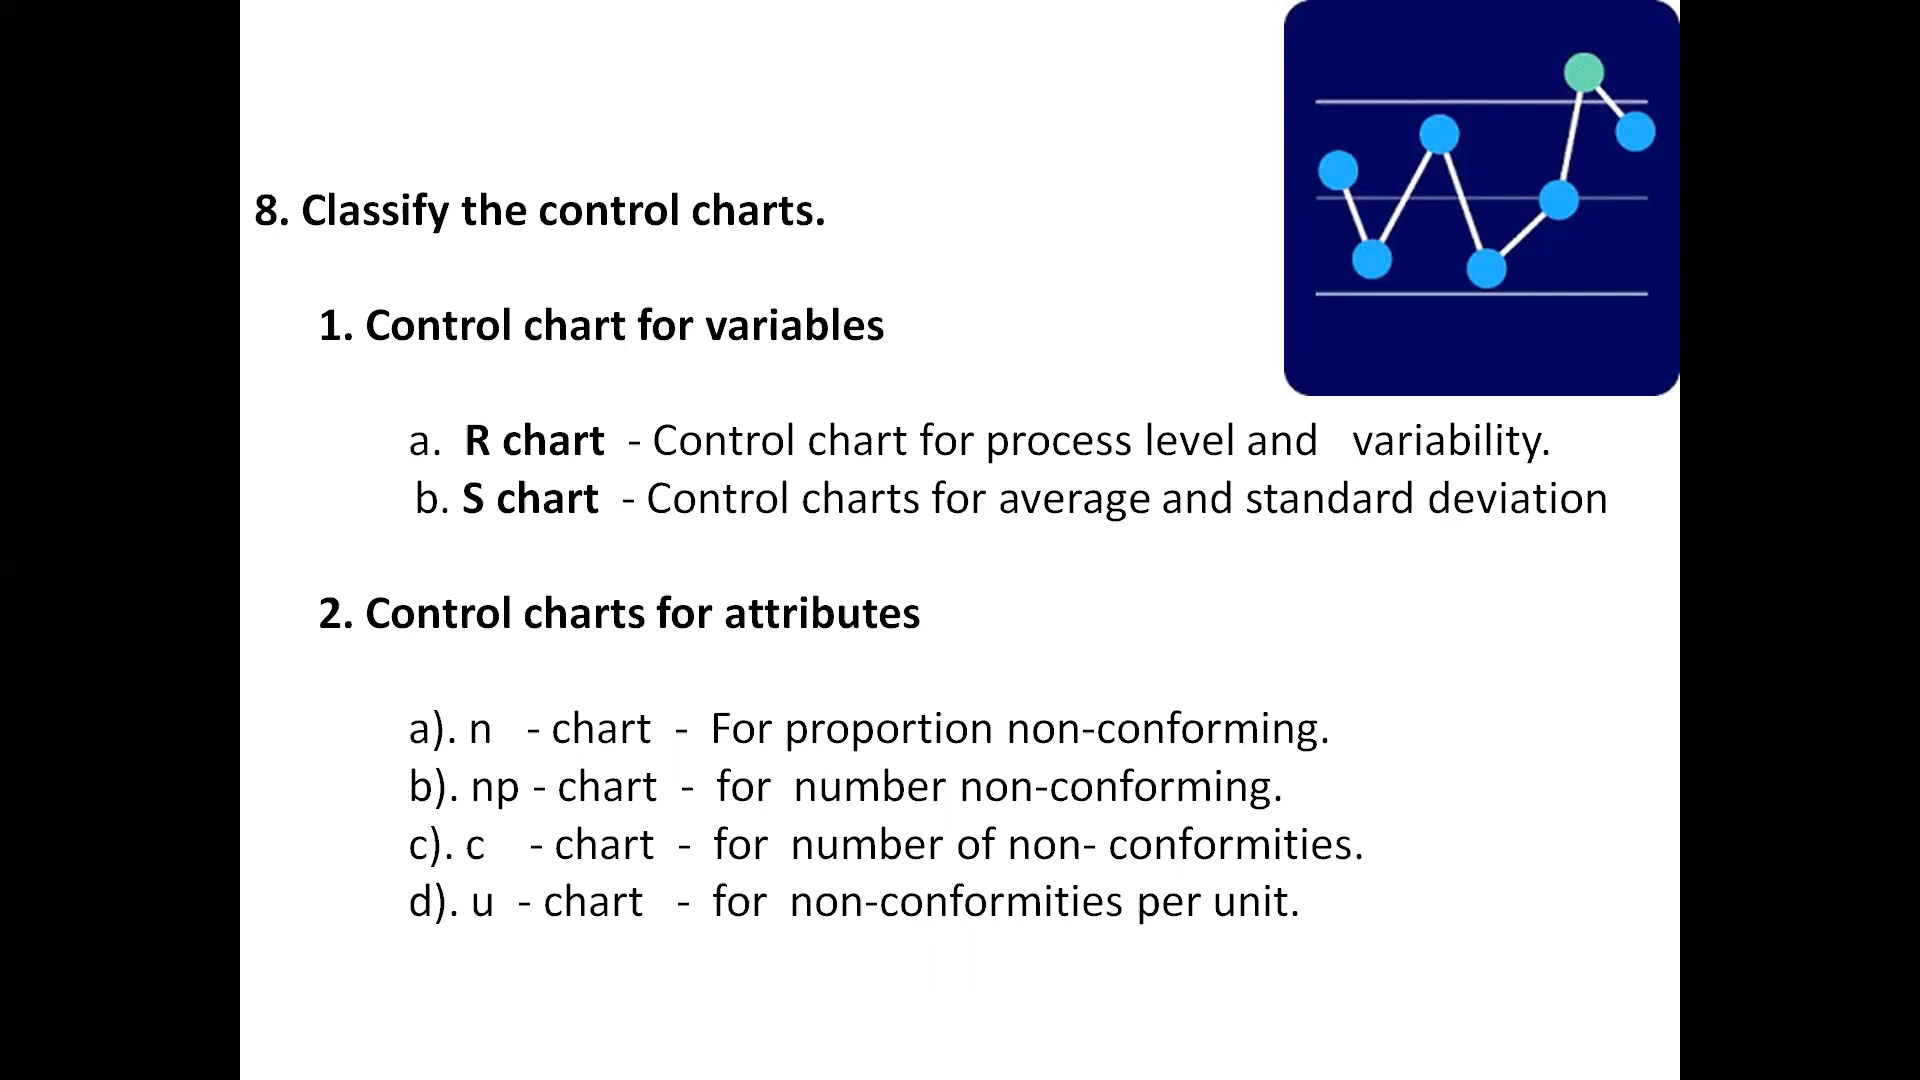 8. Classify the control charts.
1. Control chart for variables
a. R chart - Control chart for process level and variability.
b. S chart - Control charts for average and standard deviation
2. Control charts for attributes
a). n - chart - For proportion non-conforming.
b). np - chart - for number non-conforming.
c). c - chart - for number of non- conformities.
d). u - chart - for non-conformities per unit.